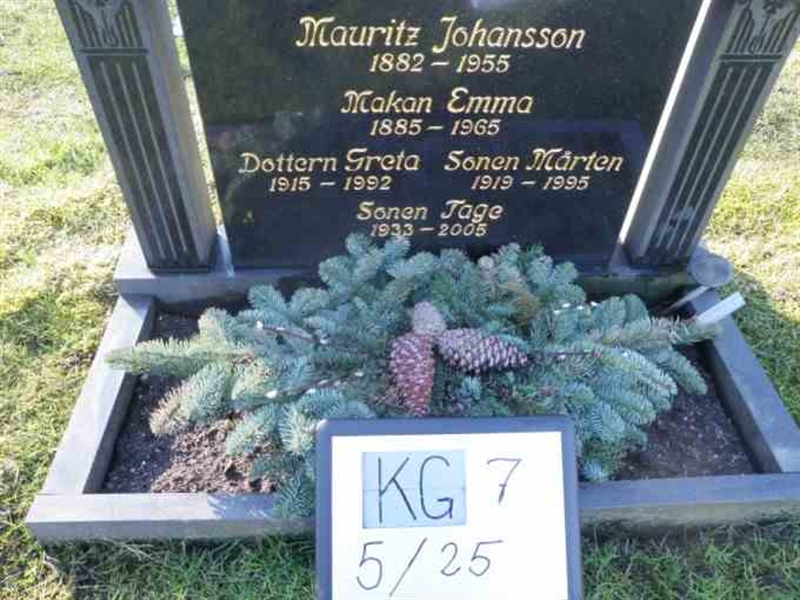 Mauritz Johansson
1882 – 1955
Makan Emma
1885 – 1965
Dottern Greta Sonen Mårten
1915 – 1992 1919 – 1995
Sonen Tage
1933 – 2005
KG 7
5/25